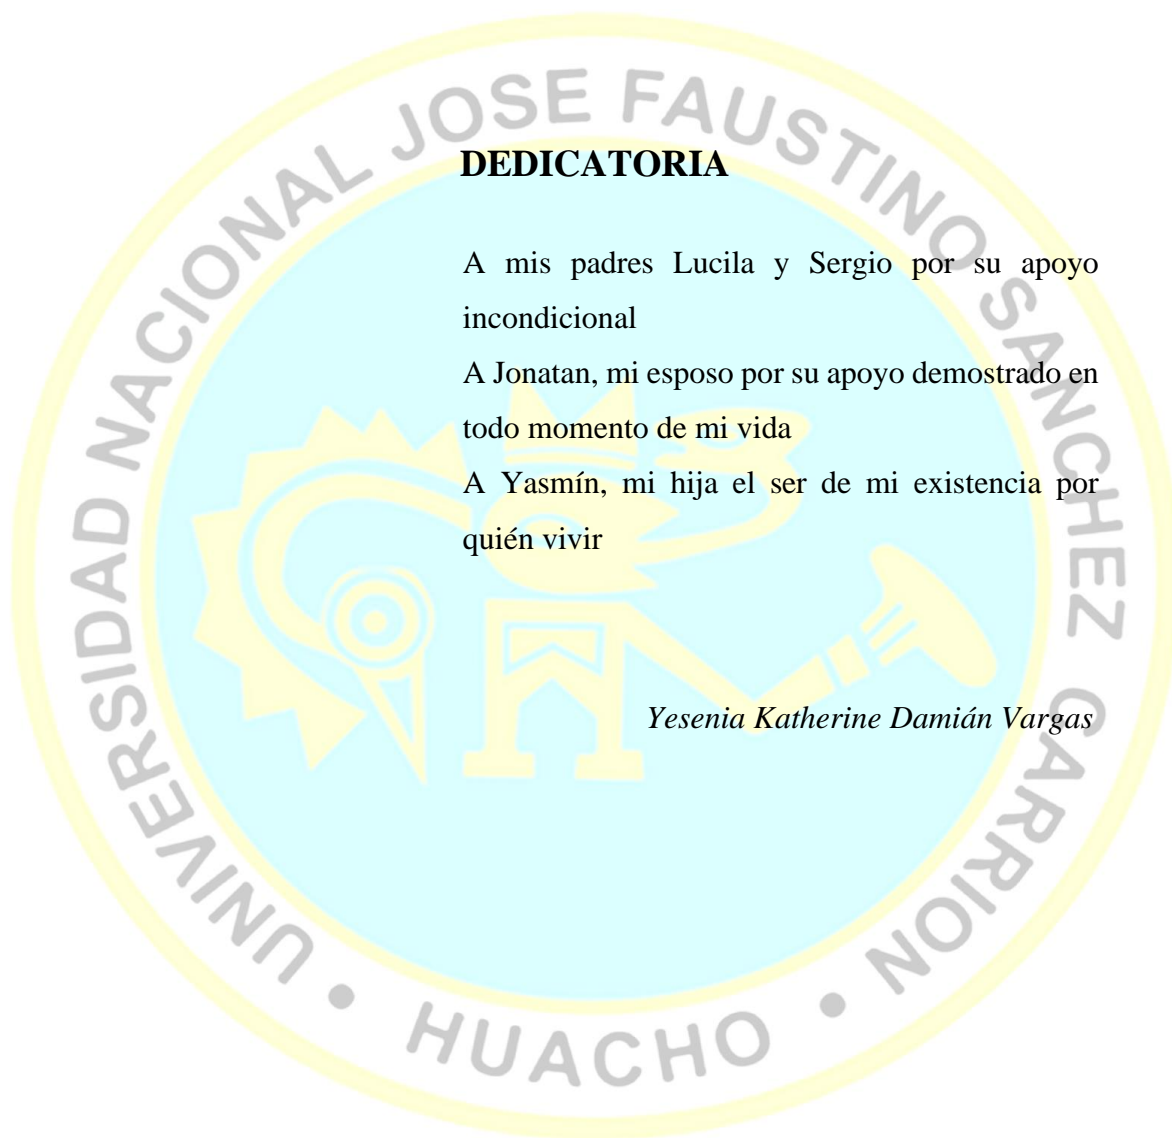 UNIVERSIDAD NACIONAL JOSE FAUSTINO SANCHEZ CARRION • HUACHO •
DEDICATORIA
A mis padres Lucila y Sergio por su apoyo
incondicional
A Jonatan, mi esposo por su apoyo demostrado en
todo momento de mi vida
A Yasmín, mi hija el ser de mi existencia por
quién vivir
Yesenia Katherine Damián Vargas